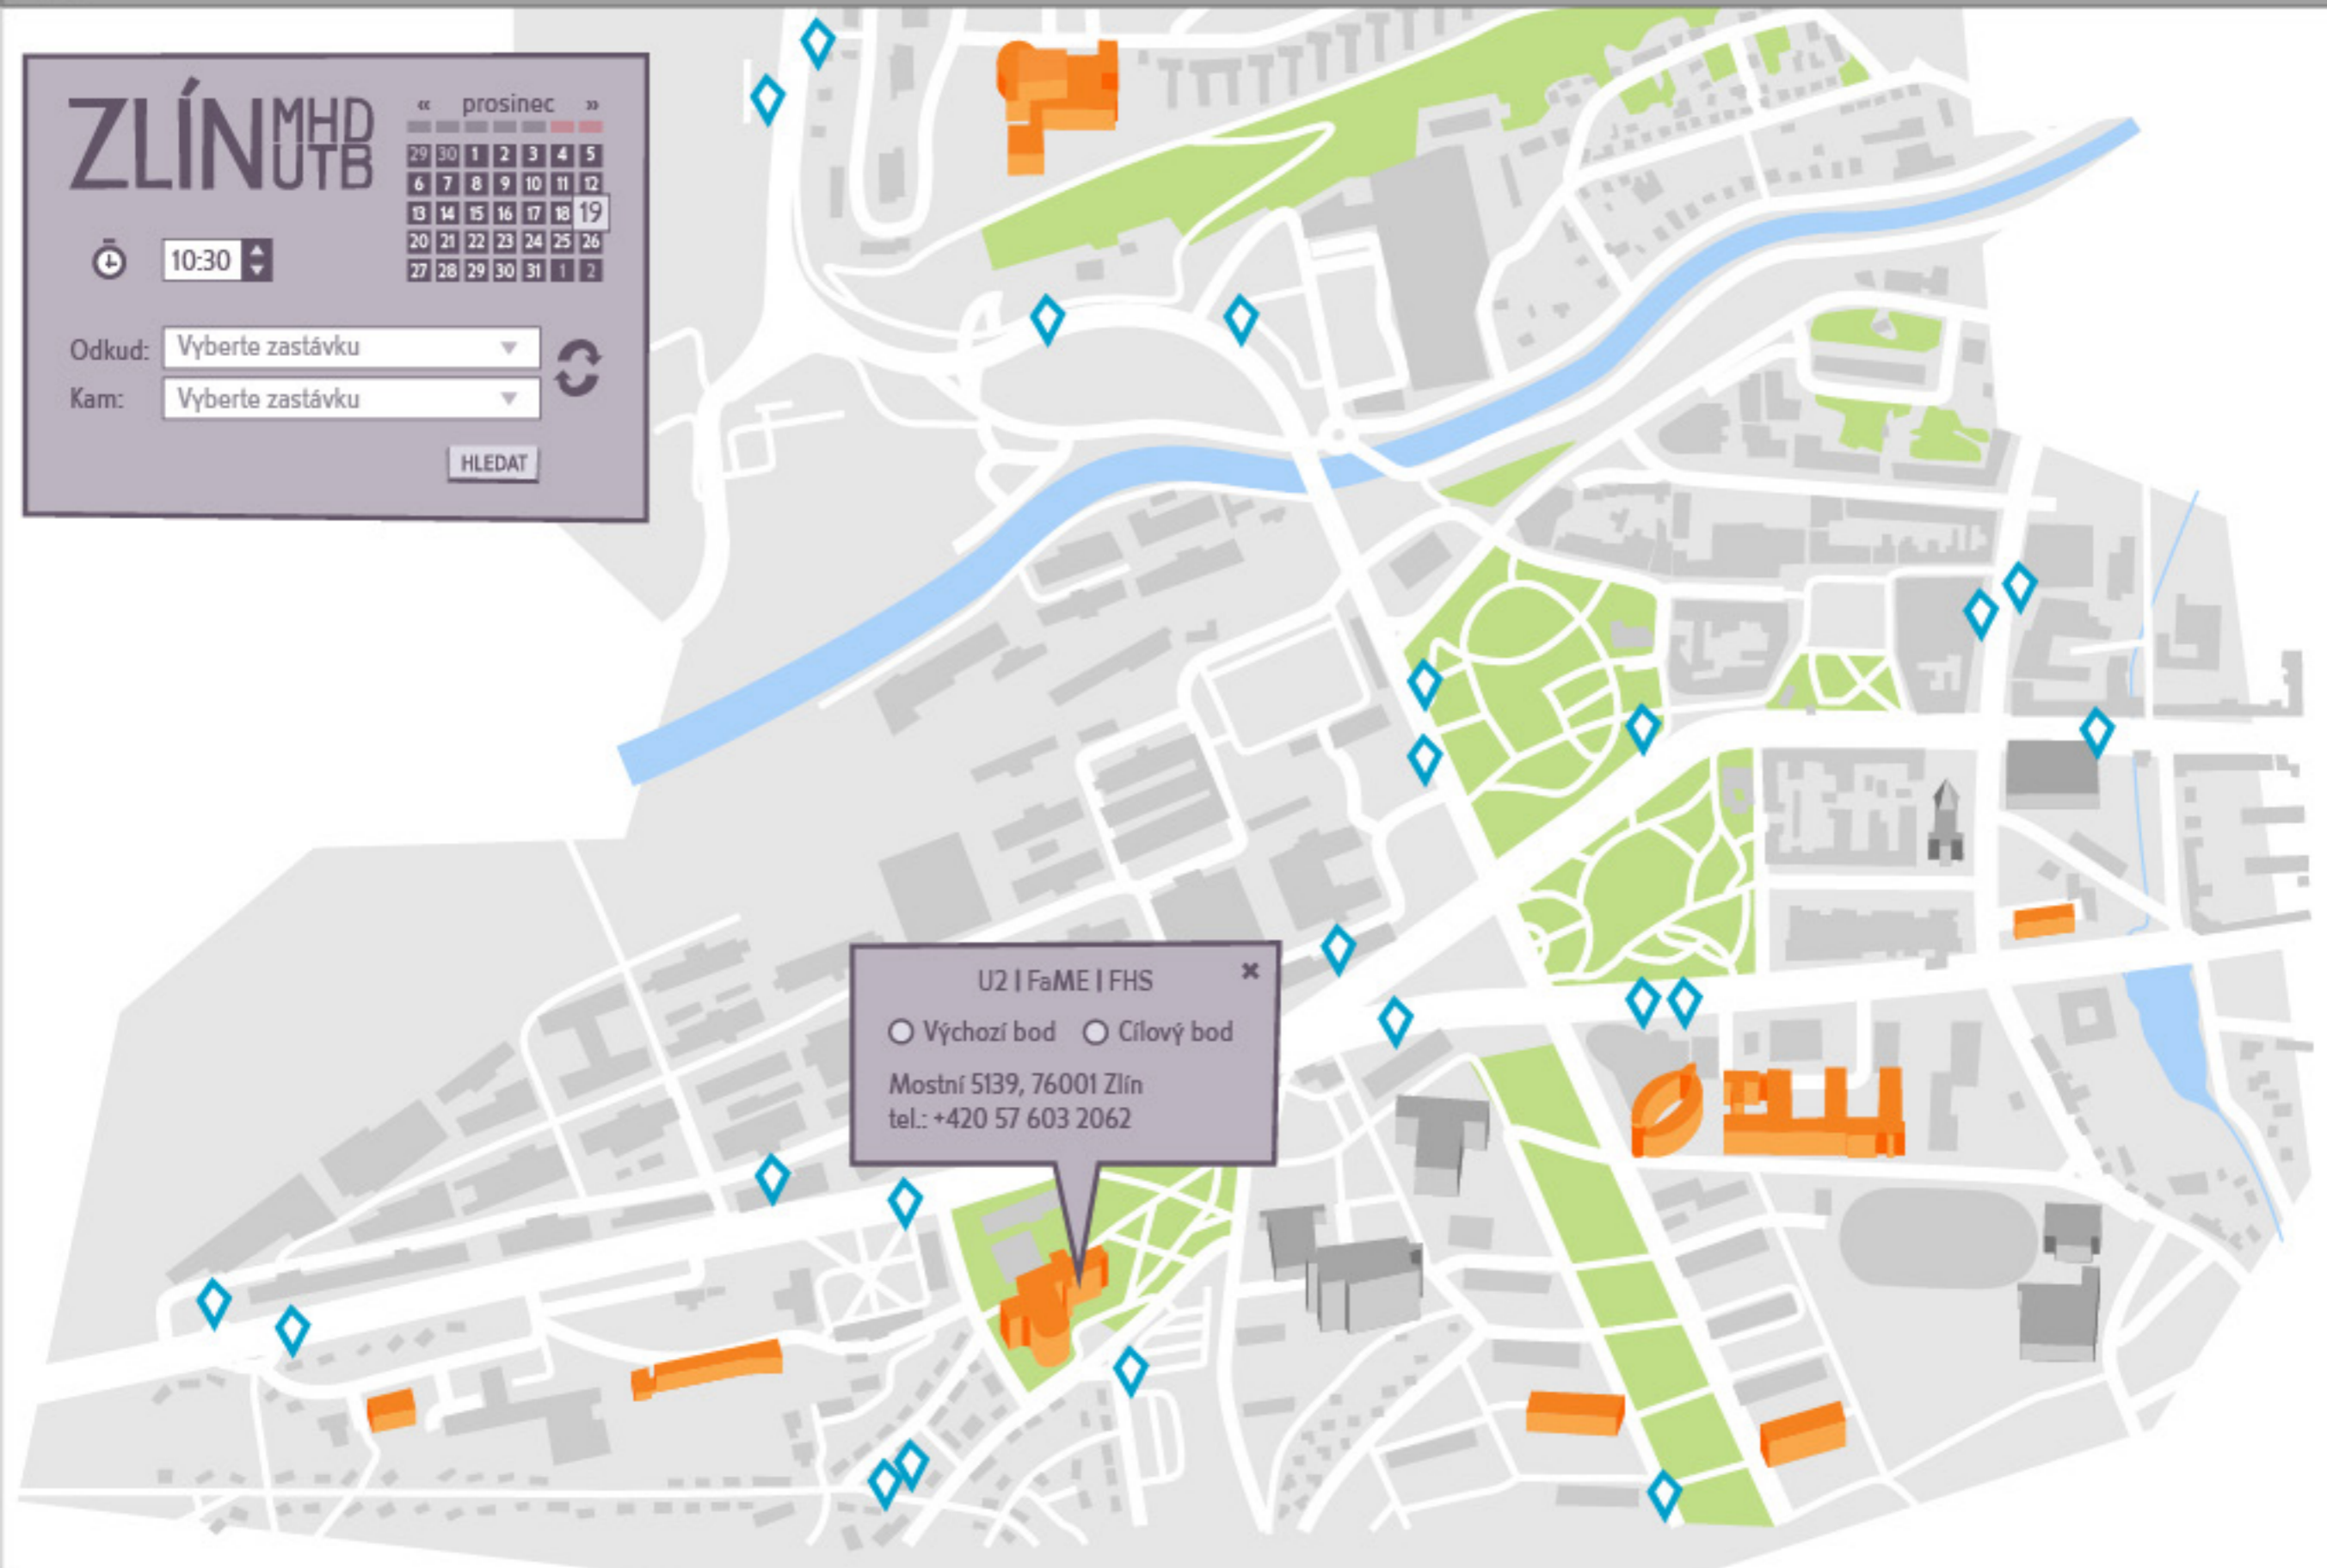 ZLÍN MHD UTB
« prosinec »
29 30 1 2 3 4 5
6 7 8 9 10 11 12
13 14 15 16 17 18 19
20 21 22 23 24 25 26
27 28 29 30 31 1 2
10:30
Odkud: Vyberte zastávku
Kam: Vyberte zastávku
HLEDAT
U2 | FaME | FHS
Výchozí bod Cílový bod
Mostní 5139, 76001 Zlín
tel.: +420 57 603 2062